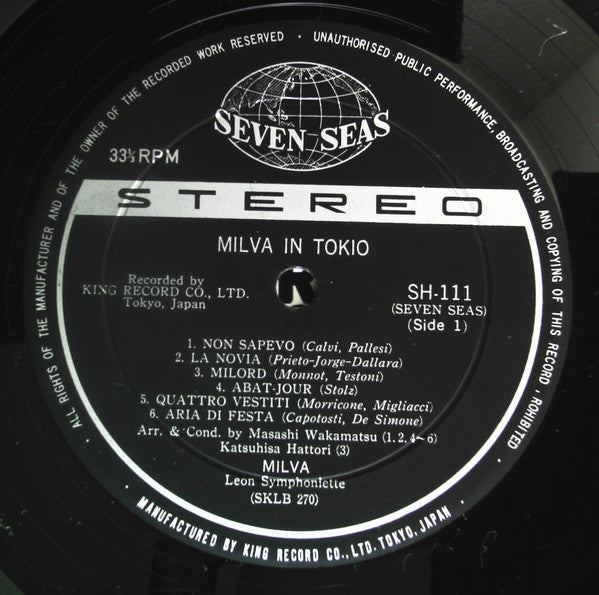 ALL RIGHTS OF THE MANUFACTURER AND OF THE OWNER OF THE RECORDED WORK RESERVED · UNAUTHORISED PUBLIC PERFORMANCE, BROADCASTING AND COPYING OF THIS RECORD, ROHIBITED
SEVEN SEAS
33⅓RPM
STEREO
MILVA IN TOKIO
Recorded by
KING RECORD CO., LTD.
Tokyo, Japan
SH-111
(SEVEN SEAS)
(Side 1)
1. NON SAPEVO (Calvi, Pallesi)
2. LA NOVIA (Prieto-Jorge-Dallara)
3. MILORD (Monnot, Testoni)
4. ABAT-JOUR (Stolz)
5. QUATTRO VESTITI (Morricone, Migliacci)
6. ARIA DI FESTA (Capotosti, De Simone)
Arr. & Cond. by Masashi Wakamatsu (1.2.4~6)
Katsuhisa Hattori (3)
MILVA
Leon Symphoniette
(SKLB 270)
MANUFACTURED BY KING RECORD CO., LTD. TOKYO, JAPAN